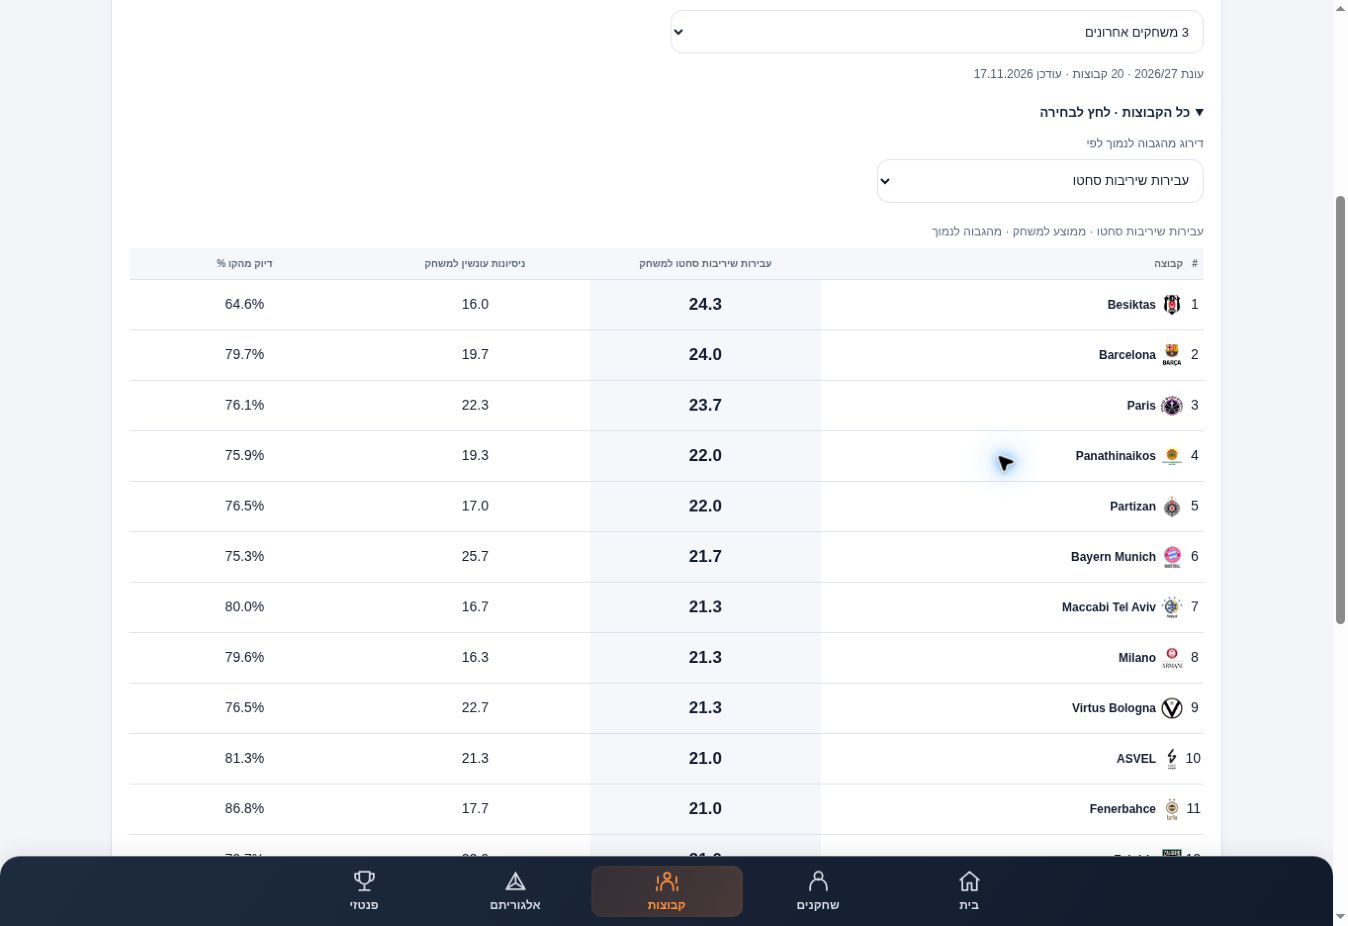 3 משחקים אחרונים
עונת 2026/27 · 20 קבוצות · עודכן 17.11.2026
▼ כל הקבוצות · לחץ לבחירה
דירוג מהגבוה לנמוך לפי
עבירות שיריבות סחטו
עבירות שיריבות סחטו · ממוצע למשחק · מהגבוה לנמוך
# קבוצה עבירות שיריבות סחטו למשחק ניסיונות עונשין למשחק דיוק מהקו %
1 Besiktas 24.3 16.0 64.6%
2 Barcelona 24.0 19.7 79.7%
3 Paris 23.7 22.3 76.1%
4 Panathinaikos 22.0 19.3 75.9%
5 Partizan 22.0 17.0 76.5%
6 Bayern Munich 21.7 25.7 75.3%
7 Maccabi Tel Aviv 21.3 16.7 80.0%
8 Milano 21.3 16.3 79.6%
9 Virtus Bologna 21.3 22.7 76.5%
10 ASVEL 21.0 21.3 81.3%
11 Fenerbahce 21.0 17.7 86.8%
בית שחקנים קבוצות אלגוריתם פנטזי